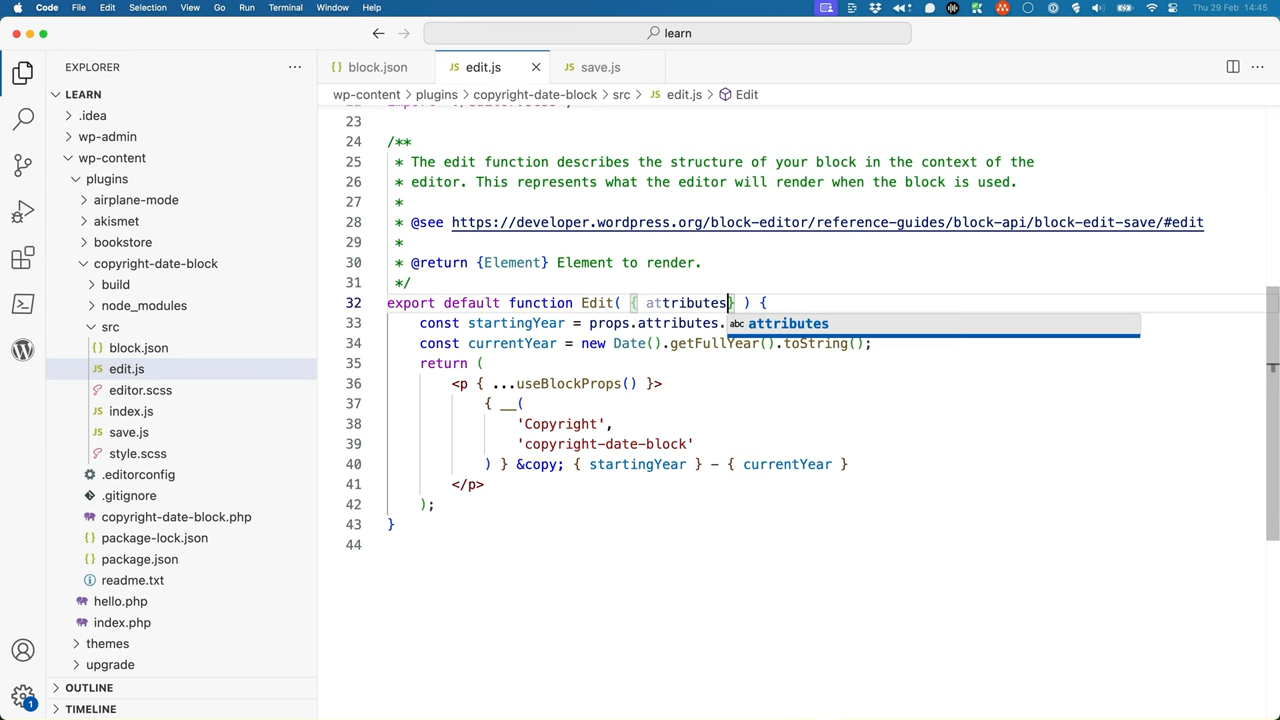 Code File Edit Selection View Go Run Terminal Window Help Thu 29 Feb 14:45
learn
EXPLORER
block.json edit.js save.js
LEARN
wp-content plugins copyright-date-block src JS edit.js Edit
.idea
wp-admin
wp-content
plugins
airplane-mode
akismet
bookstore
copyright-date-block
build
node_modules
src
block.json
JS edit.js
editor.scss
JS index.js
JS save.js
style.scss
.editorconfig
.gitignore
copyright-date-block.php
package-lock.json
package.json
readme.txt
hello.php
index.php
themes
upgrade
OUTLINE
TIMELINE
1
23
24 /**
25 * The edit function describes the structure of your block in the context of the
26 * editor. This represents what the editor will render when the block is used.
27 *
28 * @see https://developer.wordpress.org/block-editor/reference-guides/block-api/block-edit-save/#edit
29 *
30 * @return {Element} Element to render.
31 */
32 export default function Edit( { attributes} ) {
33 const startingYear = props.attributes.
abc attributes
34 const currentYear = new Date().getFullYear().toString();
35 return (
36 <p { ...useBlockProps() }>
37 { __(
38 'Copyright',
39 'copyright-date-block'
40 ) } &copy; { startingYear } - { currentYear }
41 </p>
42 );
43 }
44